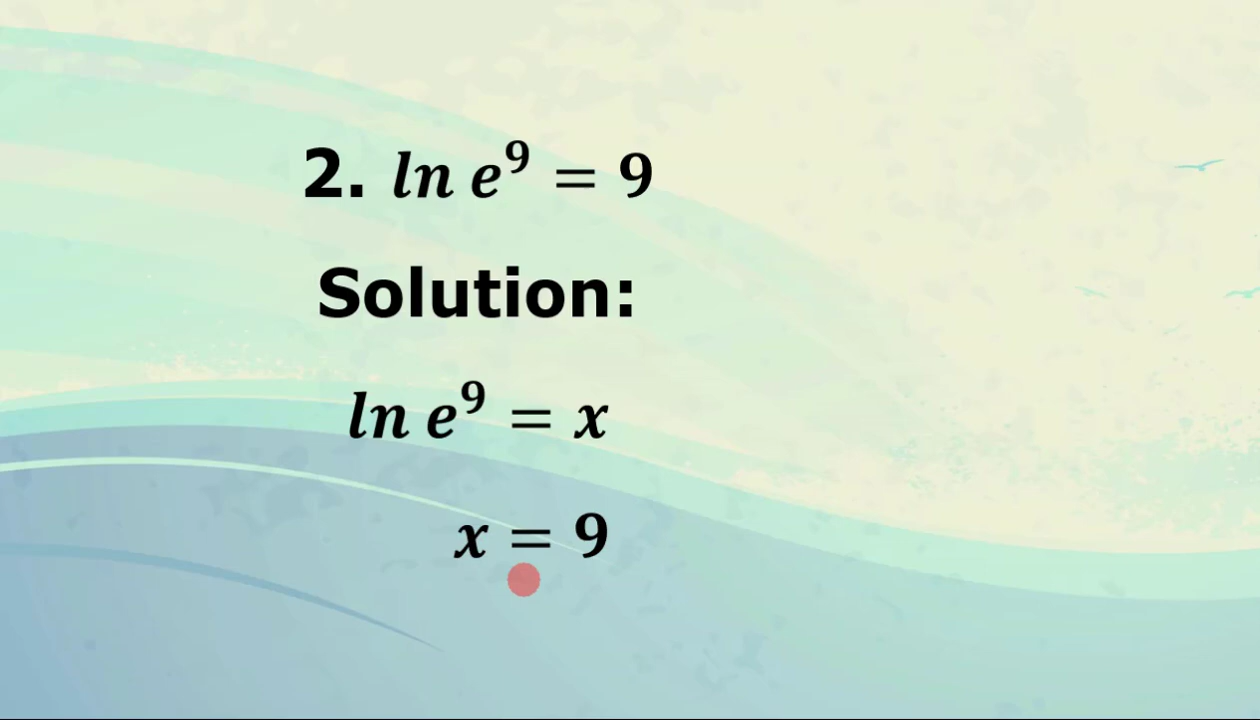 2. ln e⁹ = 9
Solution:
ln e⁹ = x
x = 9